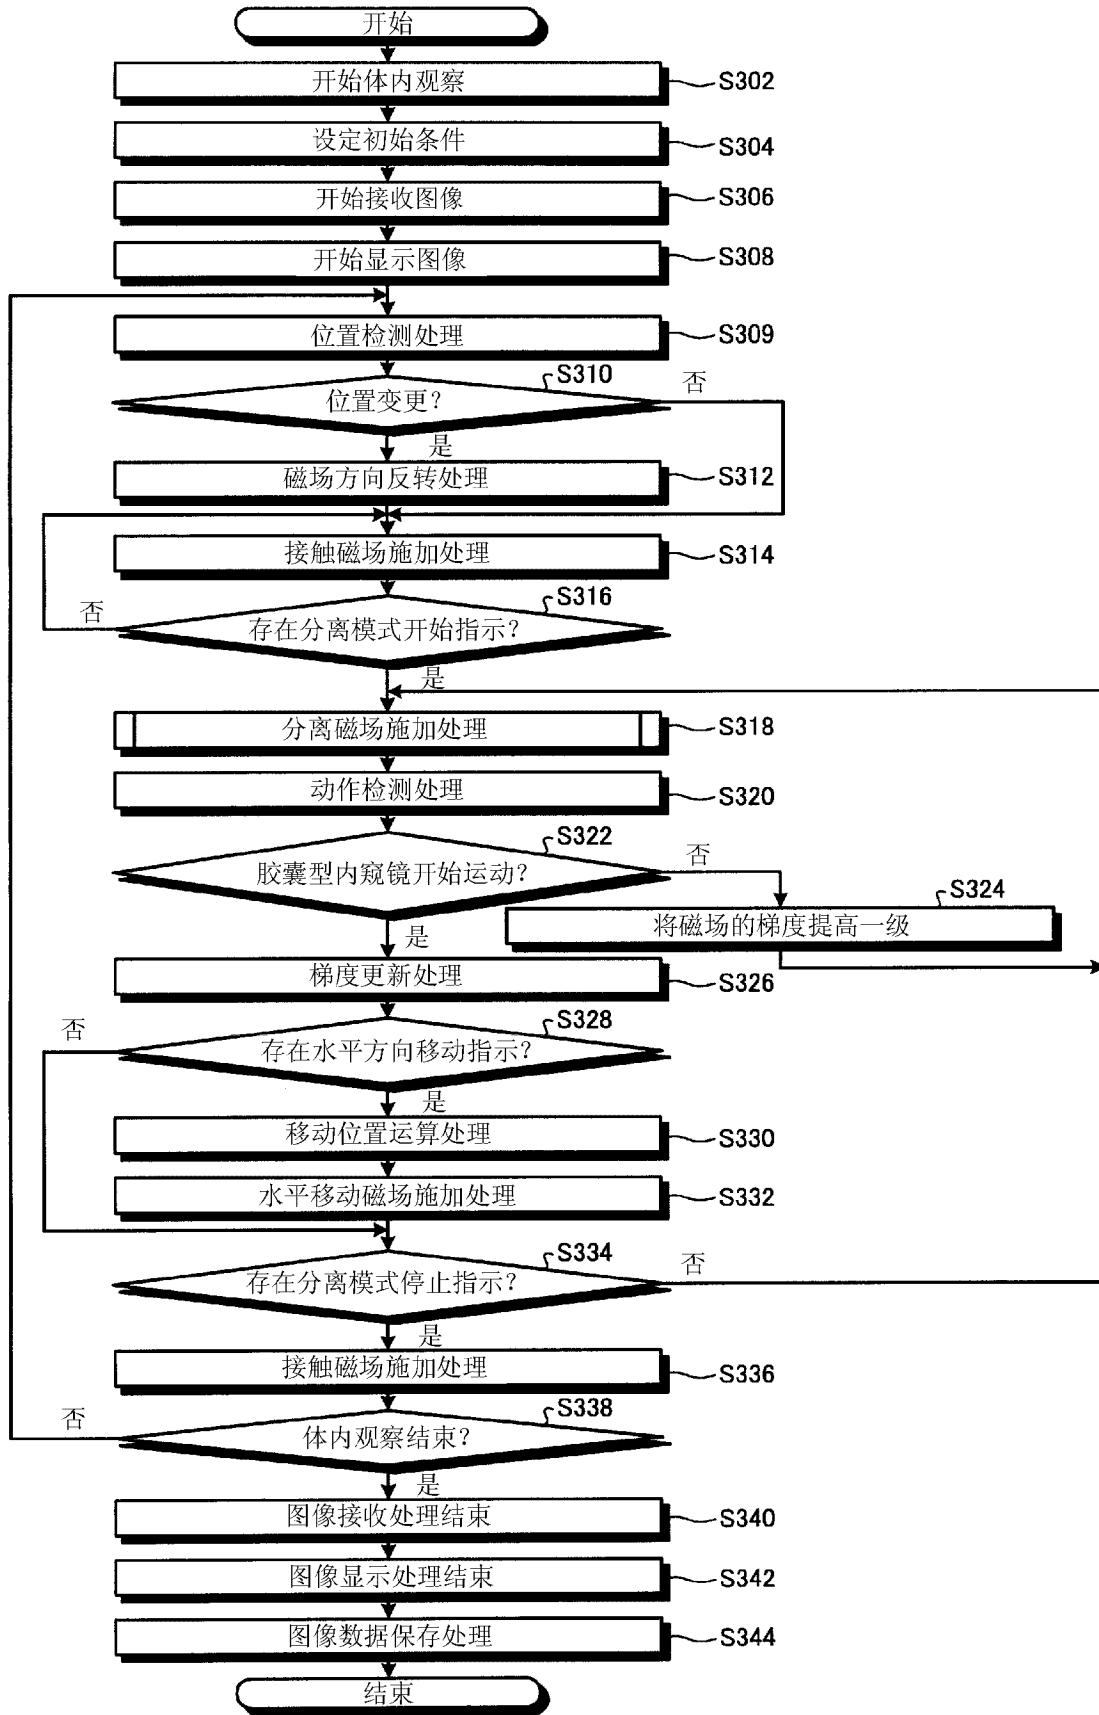 开始
开始体内观察 S302
设定初始条件 S304
开始接收图像 S306
开始显示图像 S308
位置检测处理 S309
S310
位置变更?
否
是
磁场方向反转处理 S312
接触磁场施加处理 S314
S316
否
存在分离模式开始指示?
是
分离磁场施加处理 S318
动作检测处理 S320
S322
胶囊型内窥镜开始运动?
否
S324
将磁场的梯度提高一级
是
梯度更新处理 S326
S328
否
存在水平方向移动指示?
是
移动位置运算处理 S330
水平移动磁场施加处理 S332
S334
存在分离模式停止指示?
否
是
接触磁场施加处理 S336
S338
否
体内观察结束?
是
图像接收处理结束 S340
图像显示处理结束 S342
图像数据保存处理 S344
结束